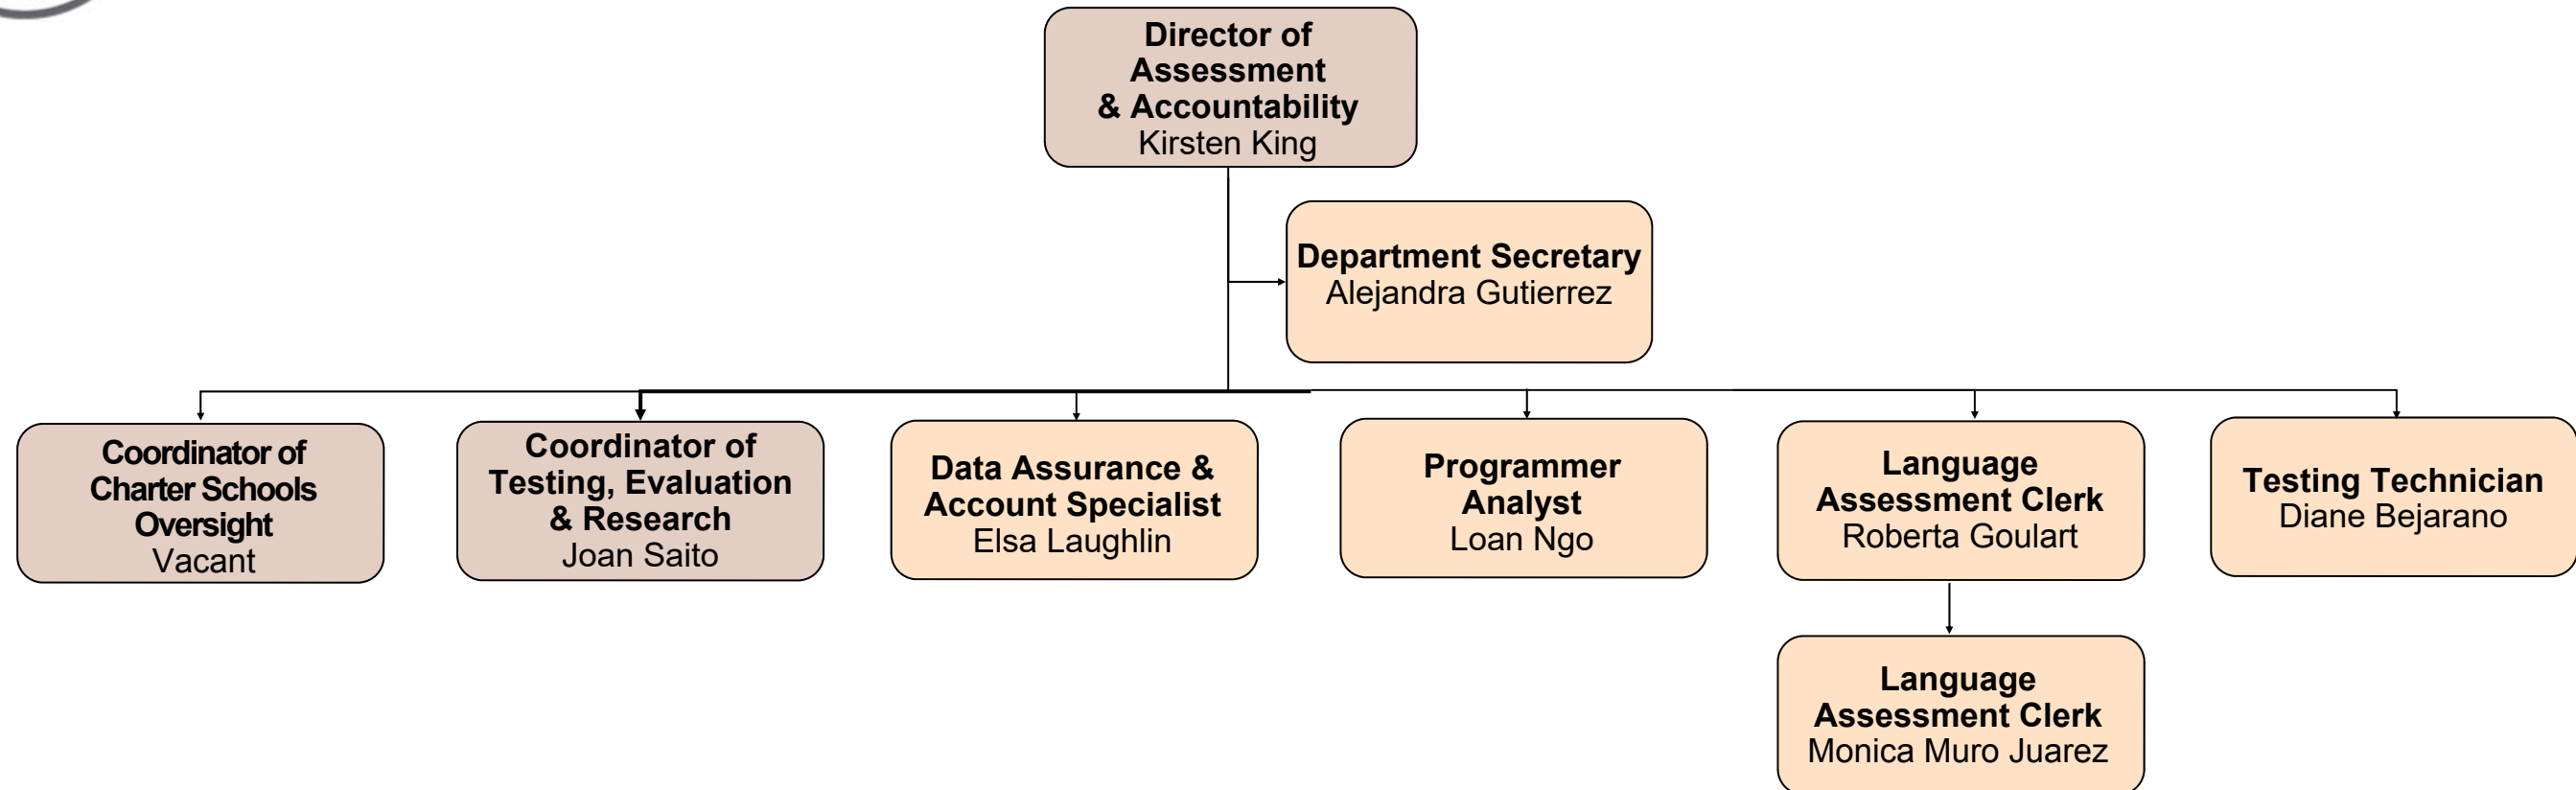 Director of
Assessment
& Accountability
Kirsten King
Department Secretary
Alejandra Gutierrez
Coordinator of
Charter Schools
Oversight
Vacant
Coordinator of
Testing, Evaluation
& Research
Joan Saito
Data Assurance &
Account Specialist
Elsa Laughlin
Programmer
Analyst
Loan Ngo
Language
Assessment Clerk
Roberta Goulart
Testing Technician
Diane Bejarano
Language
Assessment Clerk
Monica Muro Juarez